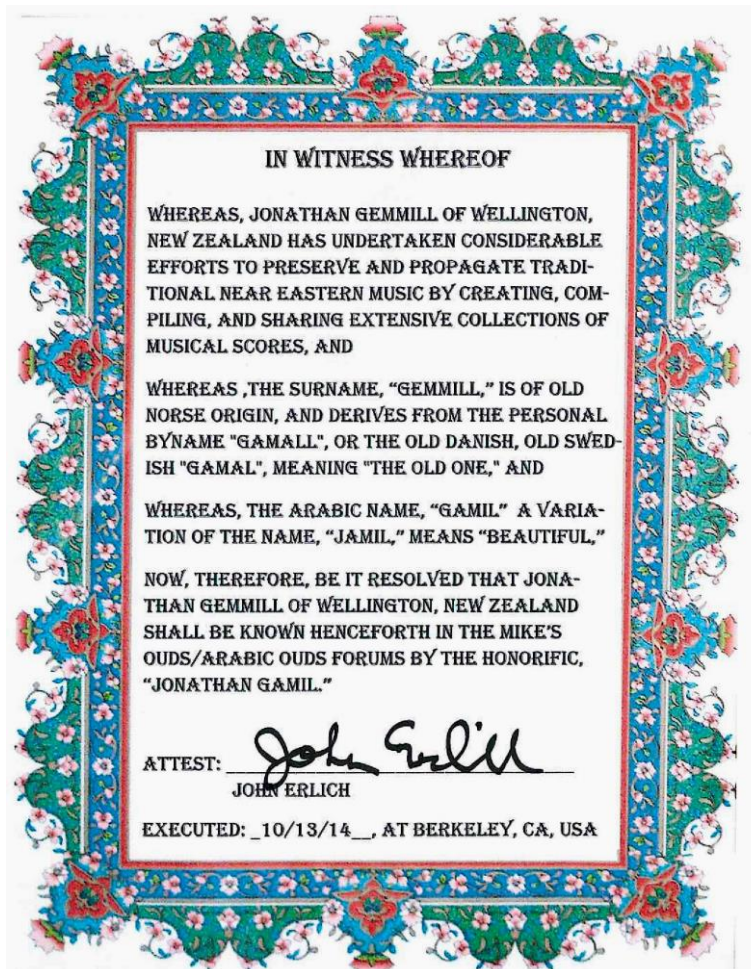 IN WITNESS WHEREOF
WHEREAS, JONATHAN GEMMILL OF WELLINGTON,
NEW ZEALAND HAS UNDERTAKEN CONSIDERABLE
EFFORTS TO PRESERVE AND PROPAGATE TRADI-
TIONAL NEAR EASTERN MUSIC BY CREATING, COM-
PILING, AND SHARING EXTENSIVE COLLECTIONS OF
MUSICAL SCORES, AND
WHEREAS ,THE SURNAME, “GEMMILL,” IS OF OLD
NORSE ORIGIN, AND DERIVES FROM THE PERSONAL
BYNAME "GAMALL", OR THE OLD DANISH, OLD SWED-
ISH "GAMAL", MEANING "THE OLD ONE," AND
WHEREAS, THE ARABIC NAME, “GAMIL” A VARIA-
TION OF THE NAME, “JAMIL,” MEANS “BEAUTIFUL,”
NOW, THEREFORE, BE IT RESOLVED THAT JONA-
THAN GEMMILL OF WELLINGTON, NEW ZEALAND
SHALL BE KNOWN HENCEFORTH IN THE MIKE’S
OUDS/ARABIC OUDS FORUMS BY THE HONORIFIC,
“JONATHAN GAMIL.”
ATTEST: John Erlich
JOHN ERLICH
EXECUTED: _10/13/14__, AT BERKELEY, CA, USA